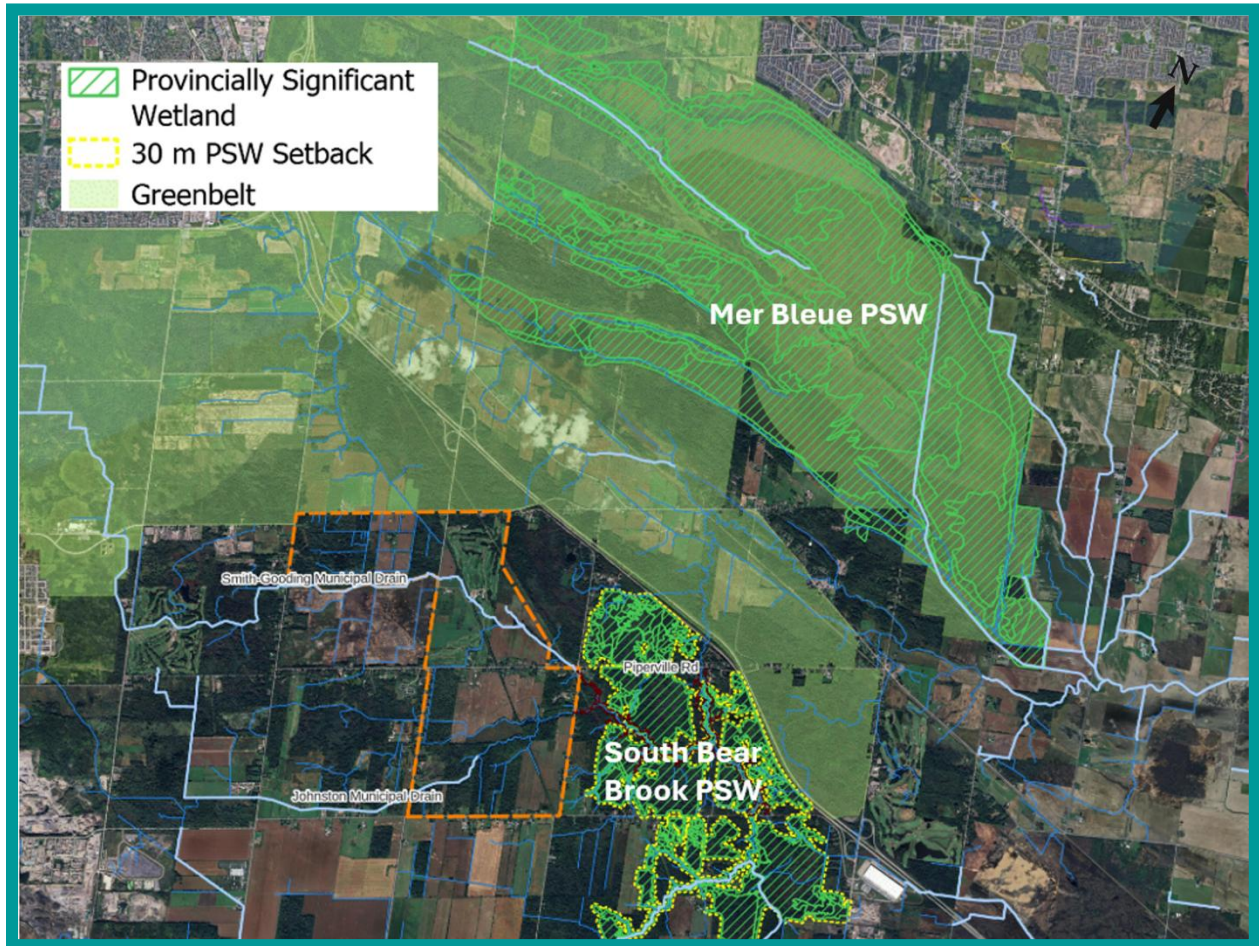 N
Provincially Significant
Wetland
30 m PSW Setback
Greenbelt
Mer Bleue PSW
Smith-Gooding Municipal Drain
Piperville Rd
South Bear
Brook PSW
Johnston Municipal Drain